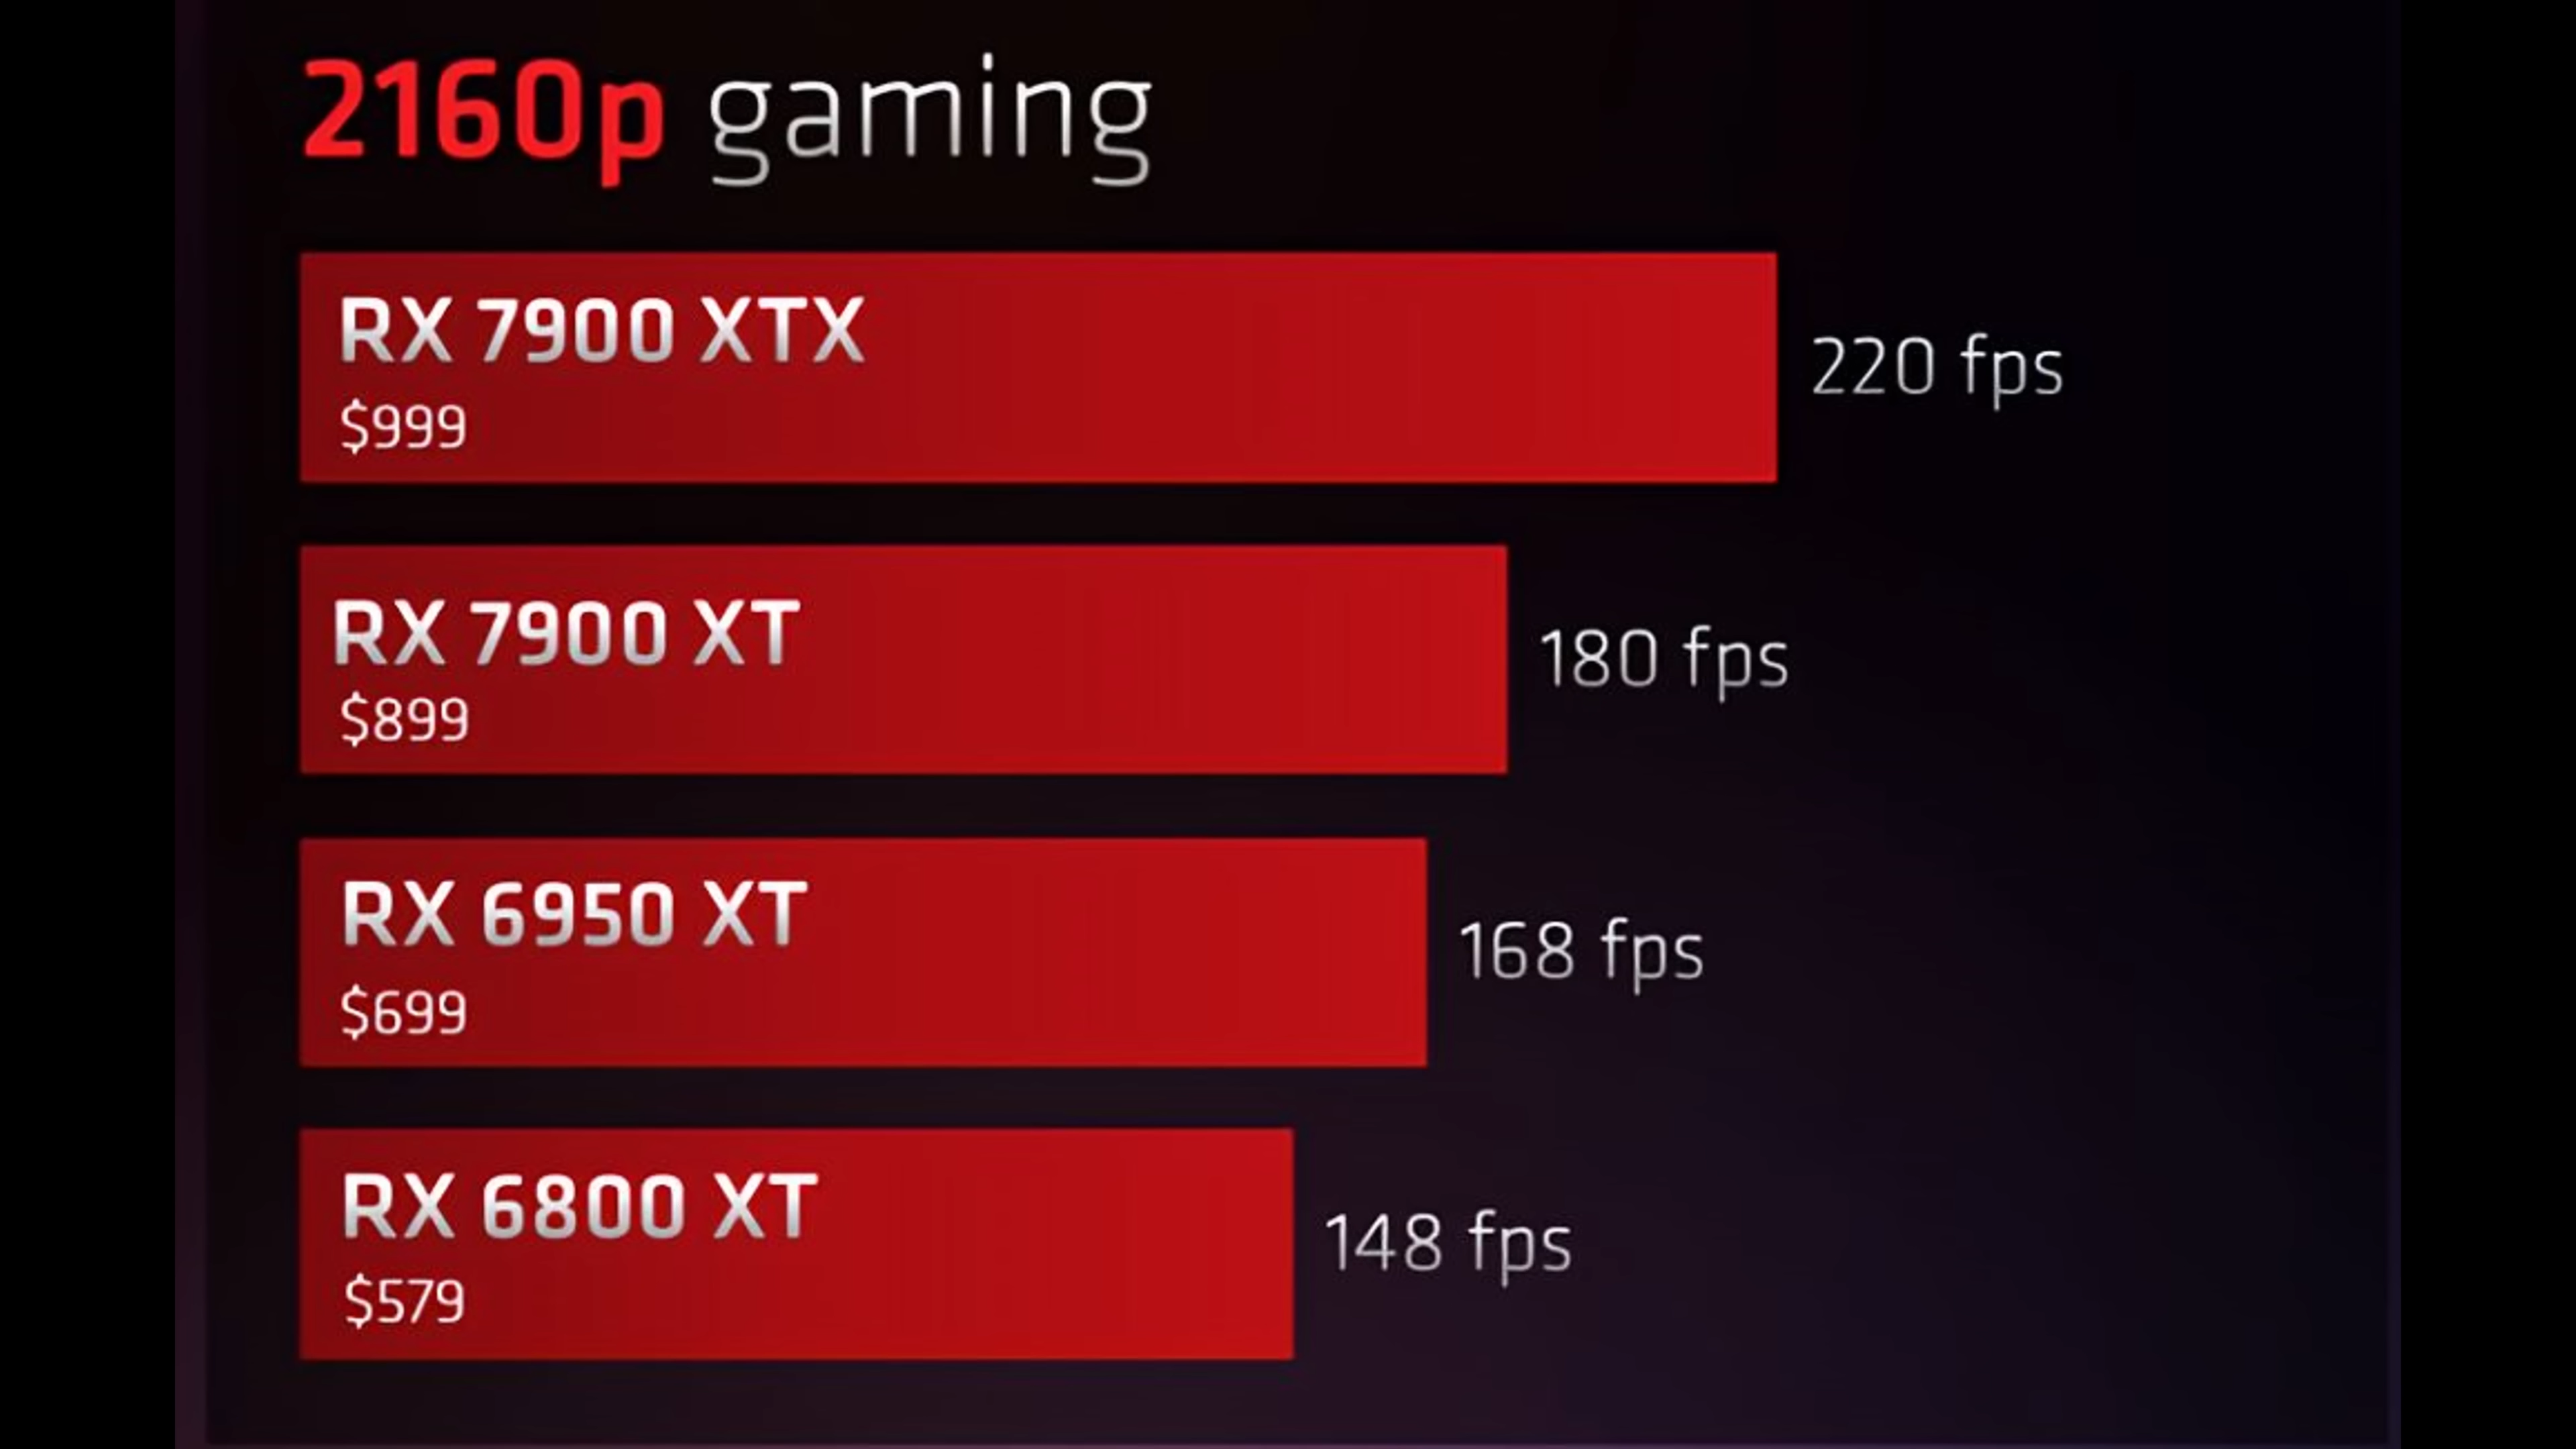 2160p gaming
RX 7900 XTX
$999
220 fps
RX 7900 XT
$899
180 fps
RX 6950 XT
$699
168 fps
RX 6800 XT
$579
148 fps